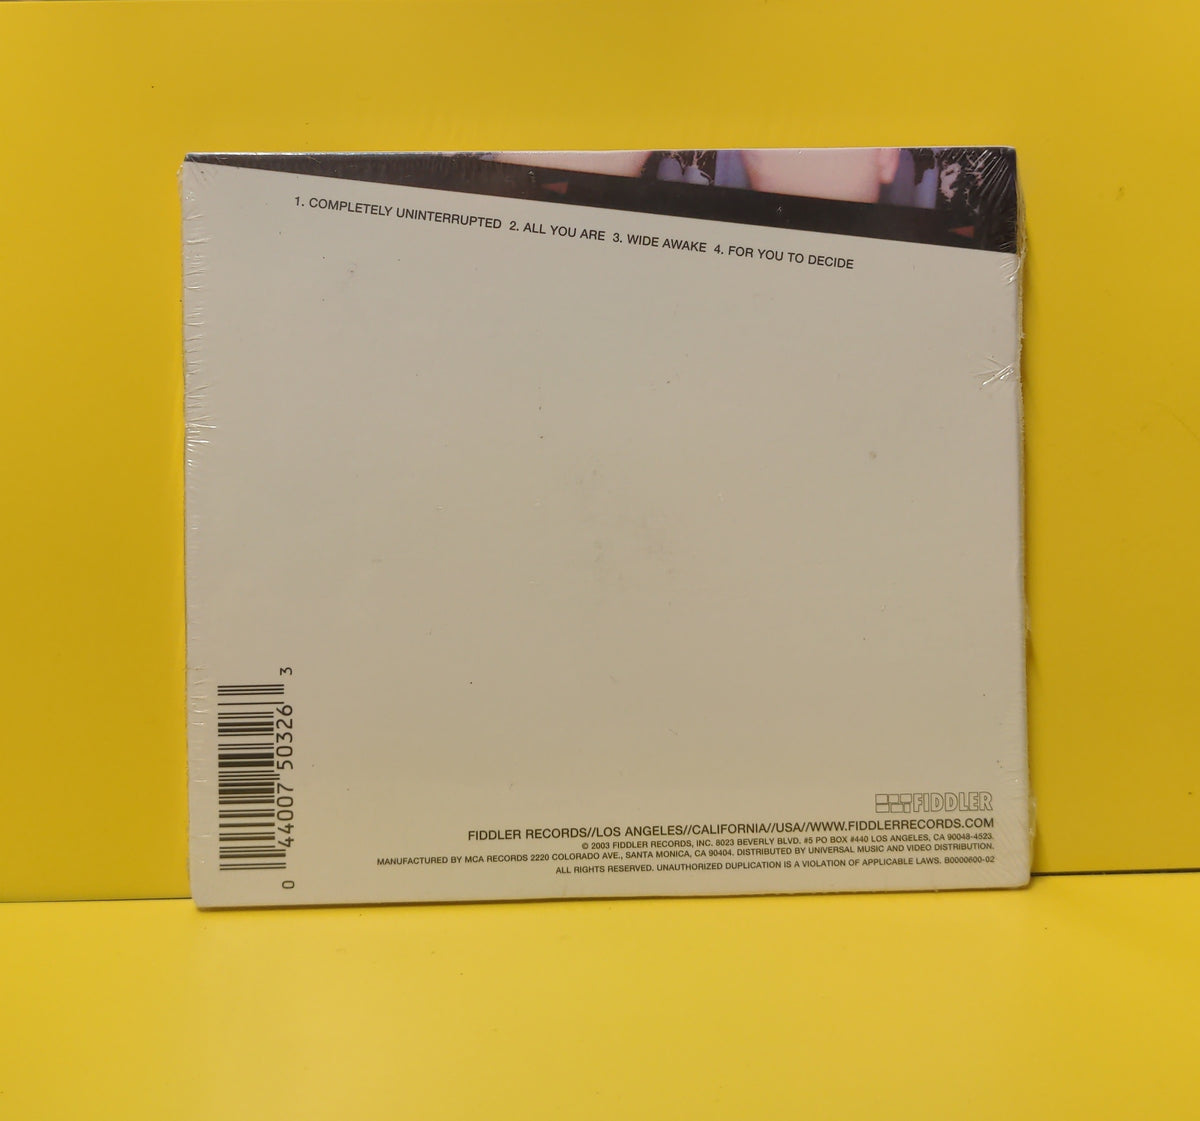 1. COMPLETELY UNINTERRUPTED 2. ALL YOU ARE 3. WIDE AWAKE 4. FOR YOU TO DECIDE
0 44007 50326 3
FIDDLER
FIDDLER RECORDS//LOS ANGELES//CALIFORNIA//USA//WWW.FIDDLERRECORDS.COM
© 2003 FIDDLER RECORDS, INC. 8023 BEVERLY BLVD. #5 PO BOX #440 LOS ANGELES, CA 90048-4523.
MANUFACTURED BY MCA RECORDS 2220 COLORADO AVE., SANTA MONICA, CA 90404. DISTRIBUTED BY UNIVERSAL MUSIC AND VIDEO DISTRIBUTION.
ALL RIGHTS RESERVED. UNAUTHORIZED DUPLICATION IS A VIOLATION OF APPLICABLE LAWS. B0000600-02